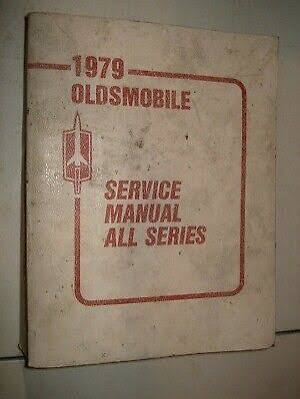 1979
OLDSMOBILE
SERVICE
MANUAL
ALL SERIES